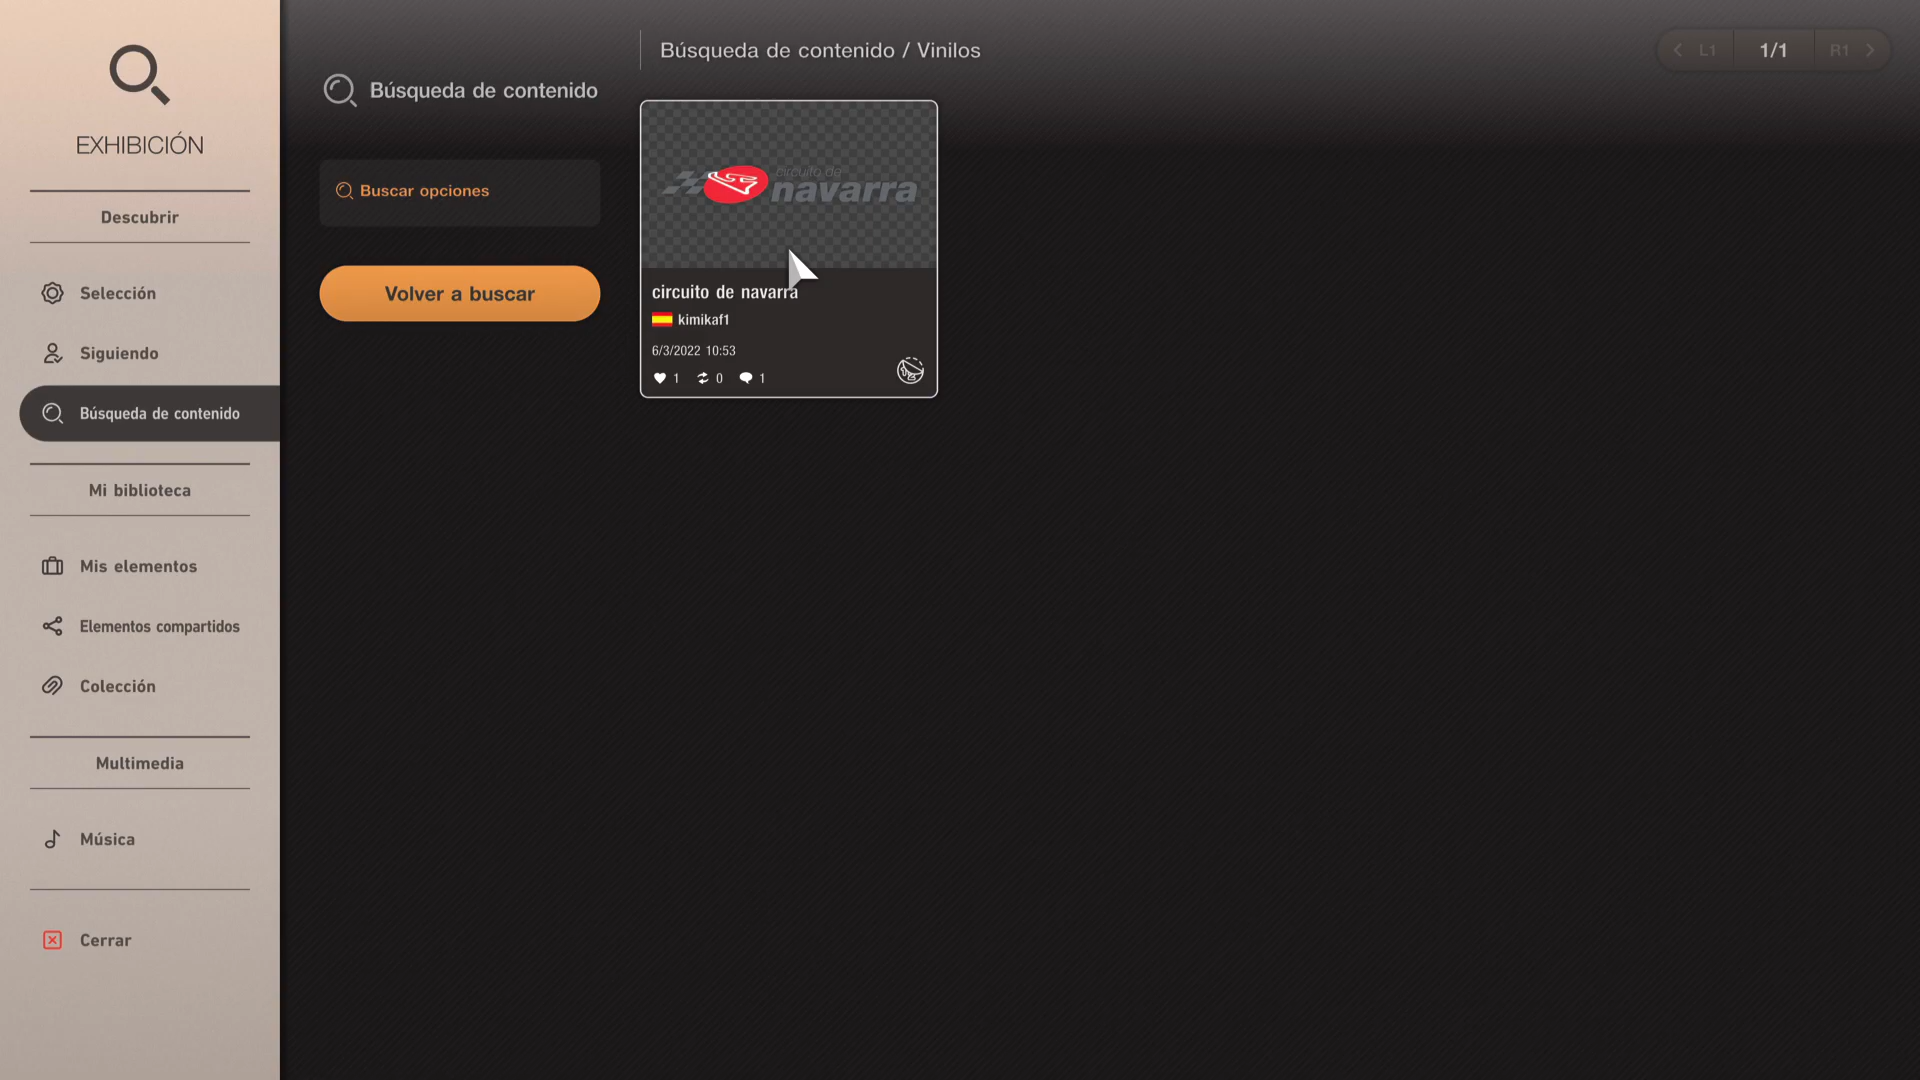 EXHIBICIÓN
Descubrir
Selección
Siguiendo
Búsqueda de contenido
Mi biblioteca
Mis elementos
Elementos compartidos
Colección
Multimedia
Música
Cerrar
Búsqueda de contenido
Buscar opciones
Volver a buscar
Búsqueda de contenido / Vinilos
L1 1/1 R1
circuito de
navarra
circuito de navarra
kimikaf1
6/3/2022 10:53
1 0 1